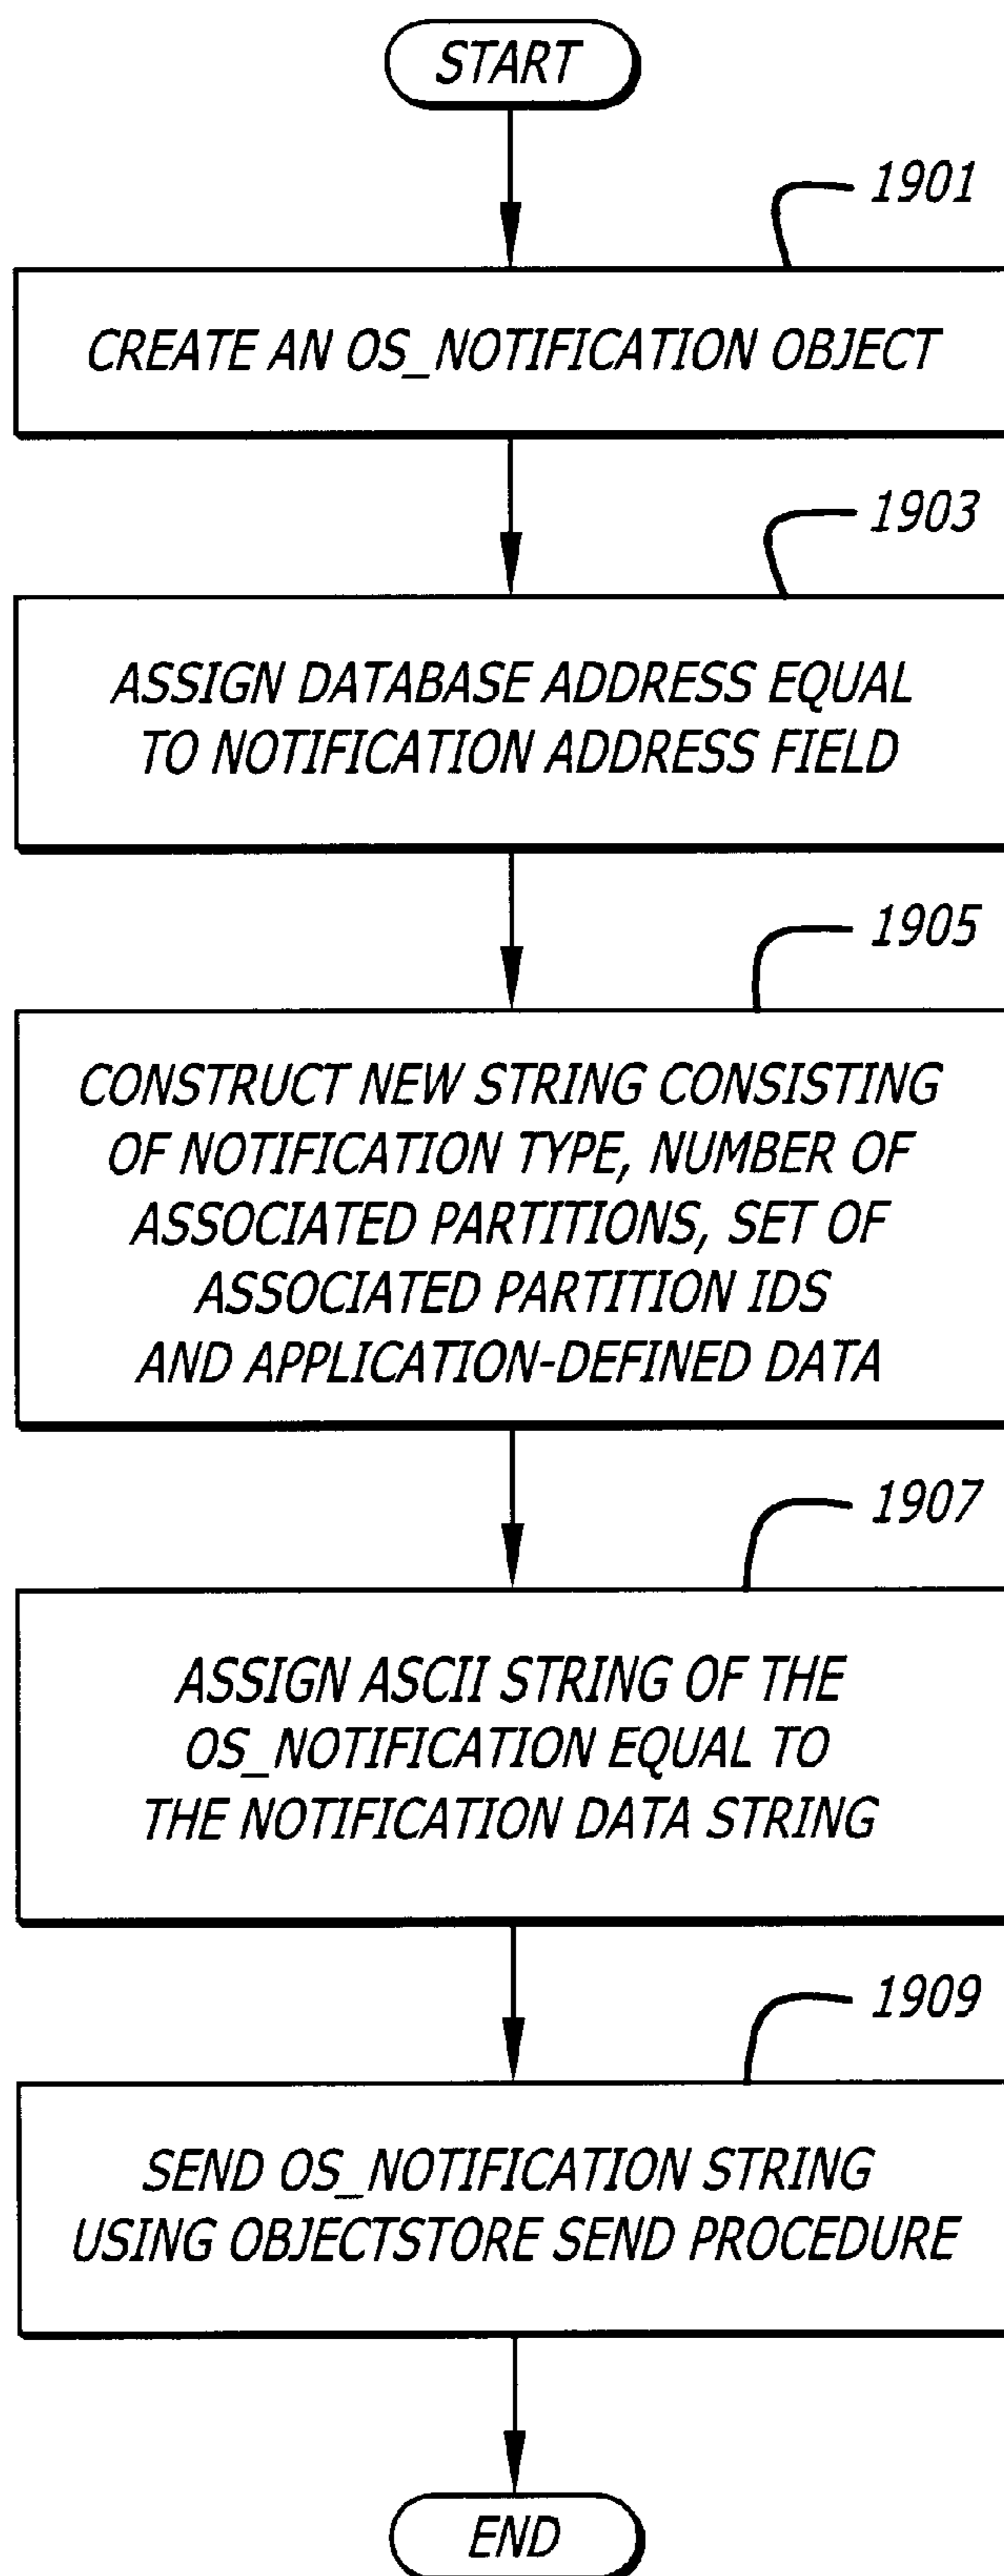 START
1901
CREATE AN OS_NOTIFICATION OBJECT
1903
ASSIGN DATABASE ADDRESS EQUAL
TO NOTIFICATION ADDRESS FIELD
1905
CONSTRUCT NEW STRING CONSISTING
OF NOTIFICATION TYPE, NUMBER OF
ASSOCIATED PARTITIONS, SET OF
ASSOCIATED PARTITION IDS
AND APPLICATION-DEFINED DATA
1907
ASSIGN ASCII STRING OF THE
OS_NOTIFICATION EQUAL TO
THE NOTIFICATION DATA STRING
1909
SEND OS_NOTIFICATION STRING
USING OBJECTSTORE SEND PROCEDURE
END